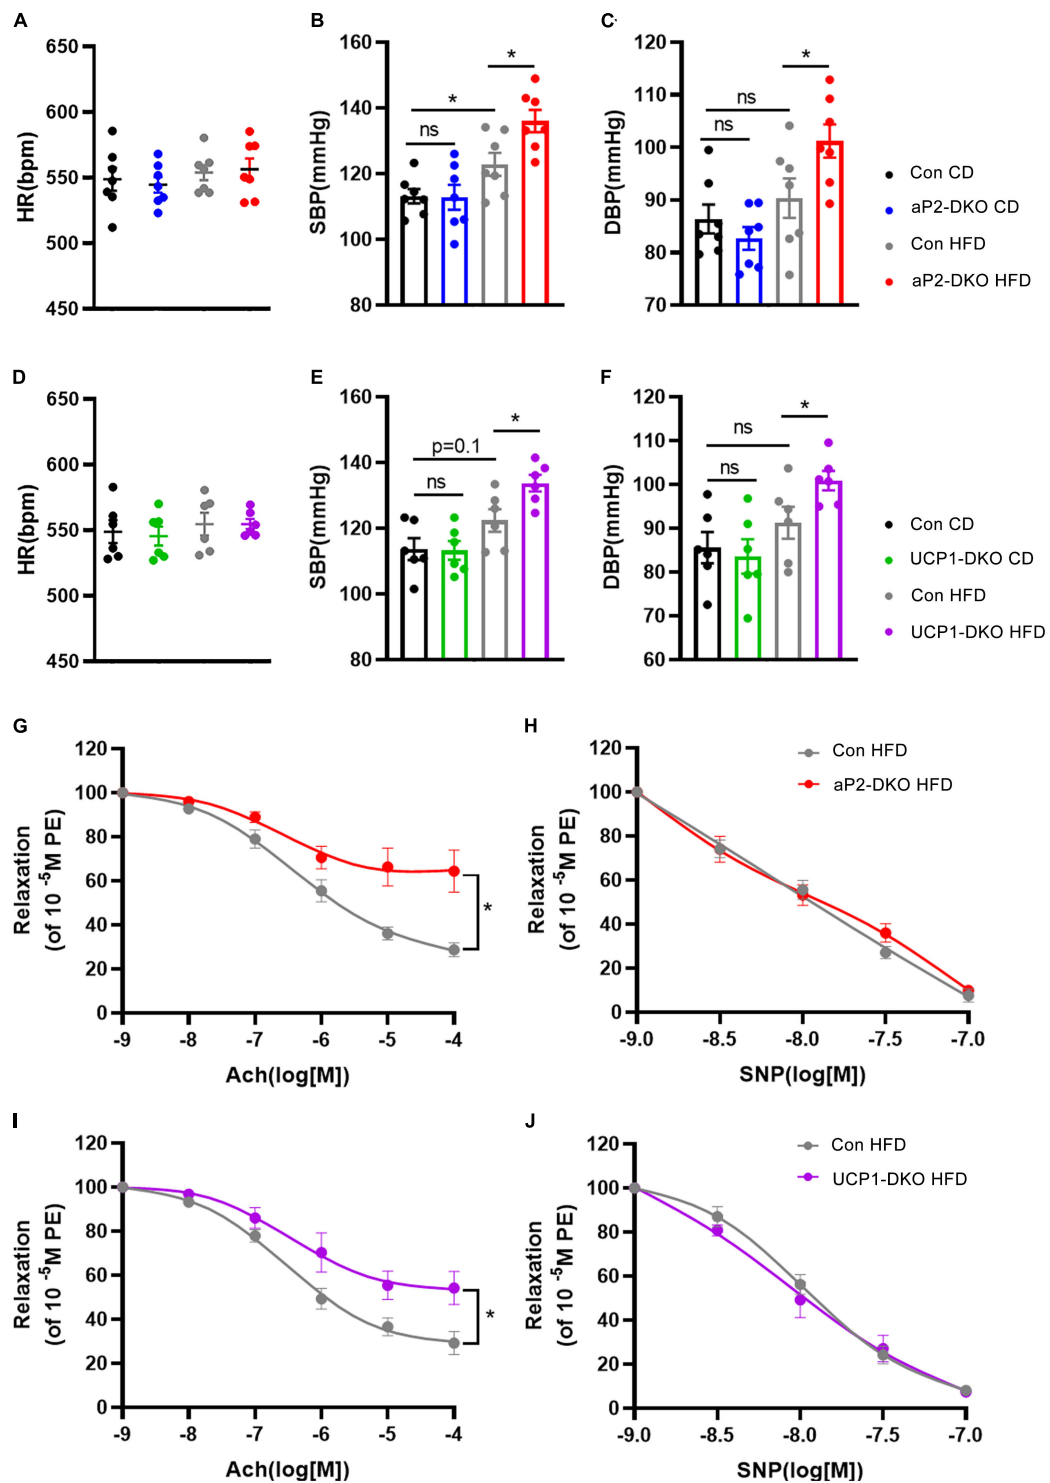 A
B
C
HR(bpm)
650
600
550
500
450
SBP(mmHg)
160
140
120
100
80
ns
*
*
DBP(mmHg)
120
110
100
90
80
70
ns
ns
*
Con CD
aP2-DKO CD
Con HFD
aP2-DKO HFD
D
E
F
HR(bpm)
650
600
550
500
450
SBP(mmHg)
160
140
120
100
80
ns
p=0.1
*
DBP(mmHg)
120
110
100
90
80
70
60
ns
ns
*
Con CD
UCP1-DKO CD
Con HFD
UCP1-DKO HFD
G
H
Relaxation
(of 10 -5M PE)
120
100
80
60
40
20
0
*
-9
-8
-7
-6
-5
-4
Ach(log[M])
Relaxation
(of 10 -5M PE)
120
100
80
60
40
20
0
Con HFD
aP2-DKO HFD
-9.0
-8.5
-8.0
-7.5
-7.0
SNP(log[M])
I
J
Relaxation
(of 10 -5M PE)
120
100
80
60
40
20
0
*
-9
-8
-7
-6
-5
-4
Ach(log[M])
Relaxation
(of 10 -5M PE)
120
100
80
60
40
20
0
Con HFD
UCP1-DKO HFD
-9.0
-8.5
-8.0
-7.5
-7.0
SNP(log[M])